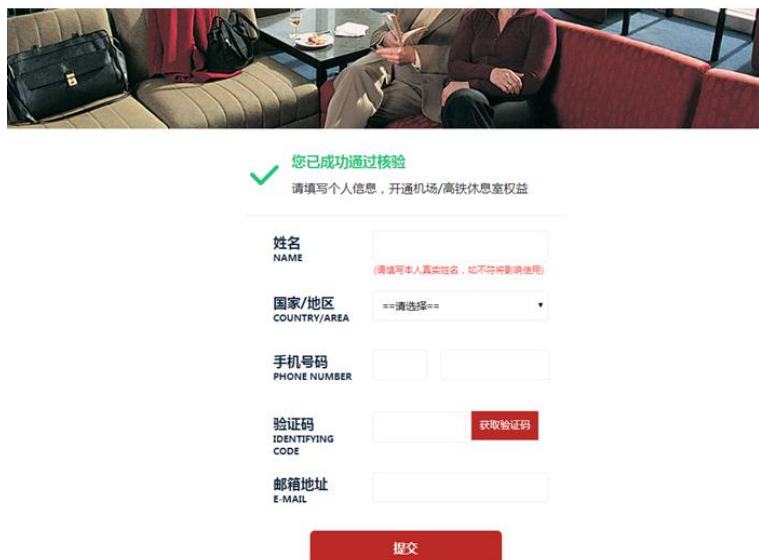 您已成功通过核验
请填写个人信息，开通机场/高铁休息室权益
姓名
NAME
(请填写本人真实姓名，如不符将影响使用)
国家/地区
==请选择==
COUNTRY/AREA
手机号码
PHONE NUMBER
验证码
获取验证码
IDENTIFYING
CODE
邮箱地址
E-MAIL
提交